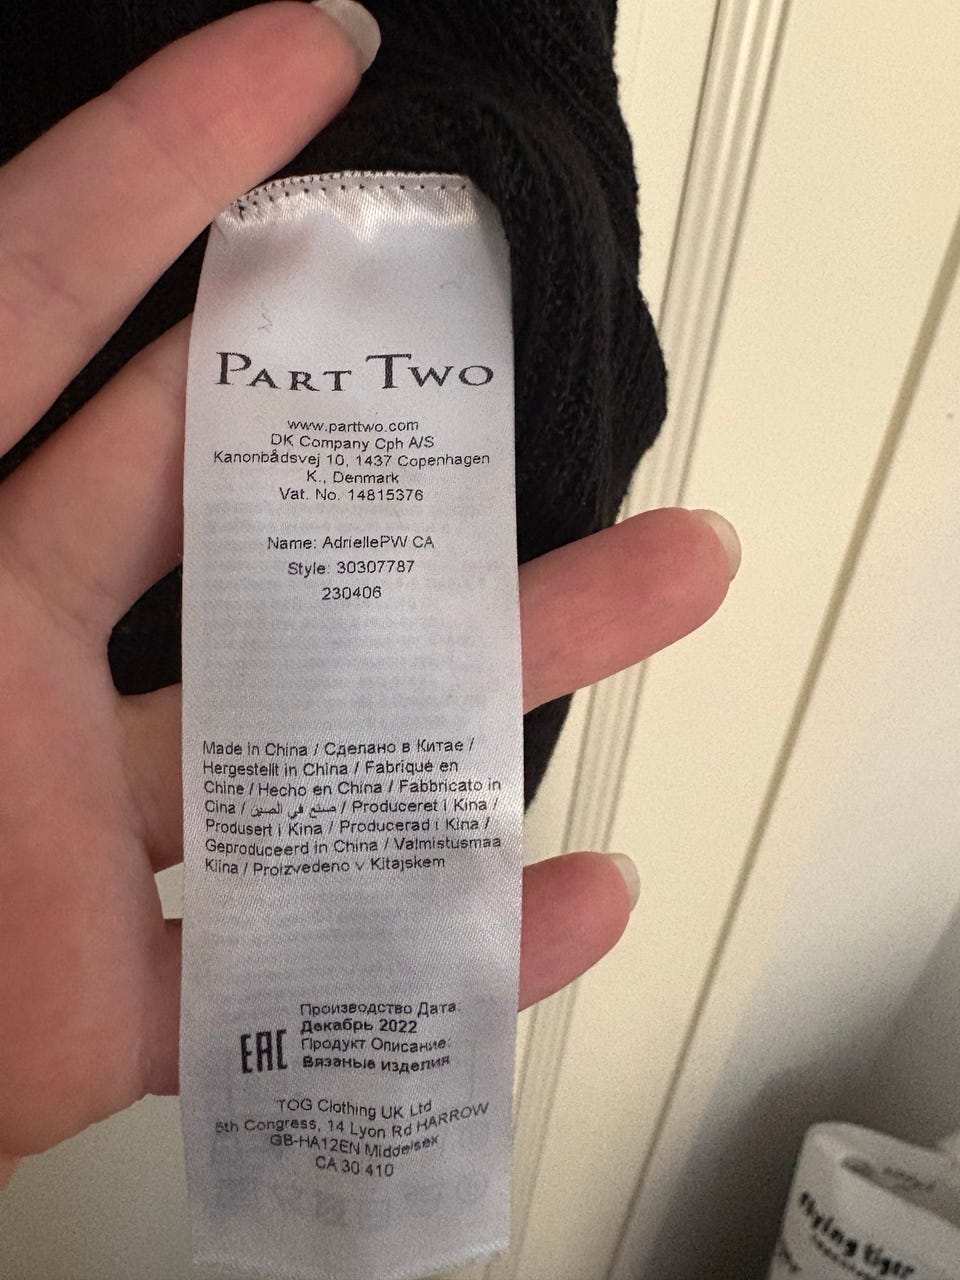 PART TWO
www.parttwo.com
DK Company Cph A/S
Kanonbådsvej 10, 1437 Copenhagen
K., Denmark
Vat. No. 14815376
Name: AdriellePW CA
Style: 30307787
230406
Made in China / Сделано в Китае /
Hergestellt in China / Fabriqué en
Chine / Hecho en China / Fabbricato in
Cina / صنع في الصين / Produceret i Kina /
Produsert i Kina / Producerad i Kina /
Geproduceerd in China / Valmistusmaa
Kiina / Proizvedeno v Kitajskem
EAC
Производство Дата:
Декабрь 2022
Продукт Описание:
Вязаные изделия
TOG Clothing UK Ltd
5th Congress, 14 Lyon Rd HARROW
GB-HA12EN Middelsex
CA 30 410
flying tiger